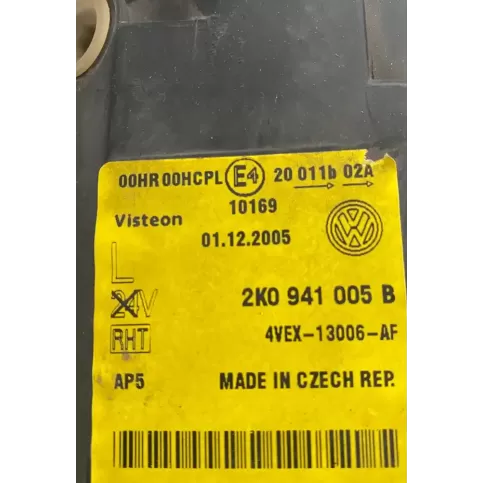 00HR 00HCPL E4 20 011b 02A
10169
Visteon
01.12.2005
L
24V
2K0 941 005 B
RHT
4VEX-13006-AF
AP5
MADE IN CZECH REP.